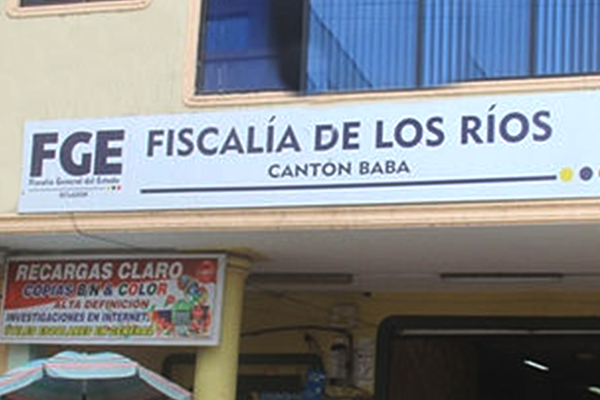 FGE
Fiscalía General del Estado
ECUADOR
FISCALÍA DE LOS RÍOS
CANTÓN BABA
RECARGAS CLARO
COPIAS B/N & COLOR
ALTA DEFINICIÓN
INVESTIGACIONES EN INTERNET
ÚTILES ESCOLARES EN GENERAL